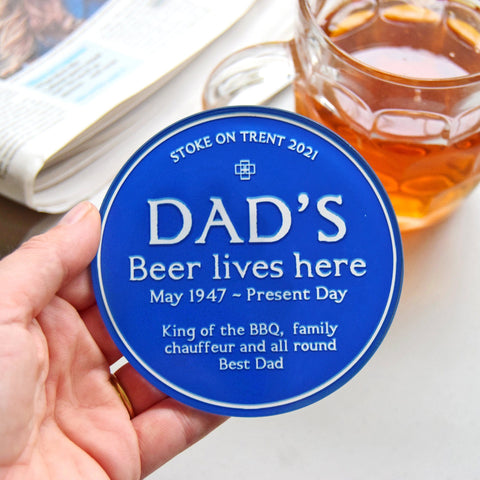 STOKE ON TRENT 2021
DAD'S
Beer lives here
May 1947 ~ Present Day
King of the BBQ, family
chauffeur and all round
Best Dad